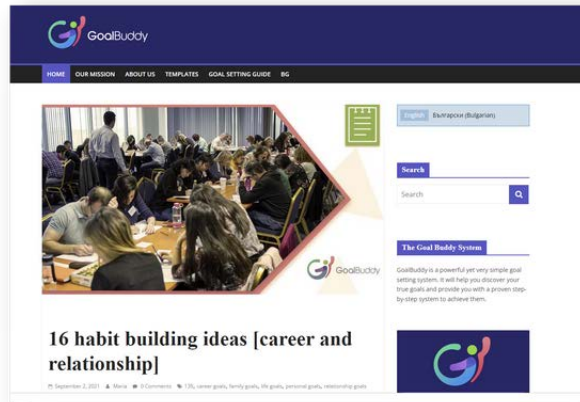 GoalBuddy
HOME OUR MISSION ABOUT US TEMPLATES GOAL SETTING GUIDE BG
English Български (Bulgarian)
GoalBuddy
Search
Search
The Goal Buddy System
GoalBuddy is a powerful yet very simple goal
setting system. It will help you discover your
true goals and provide you with a proven step-
by-step system to achieve them.
16 habit building ideas [career and
relationship]
September 2, 2021 Maria 0 Comments 135, career goals, family goals, life goals, personal goals, relationship goals